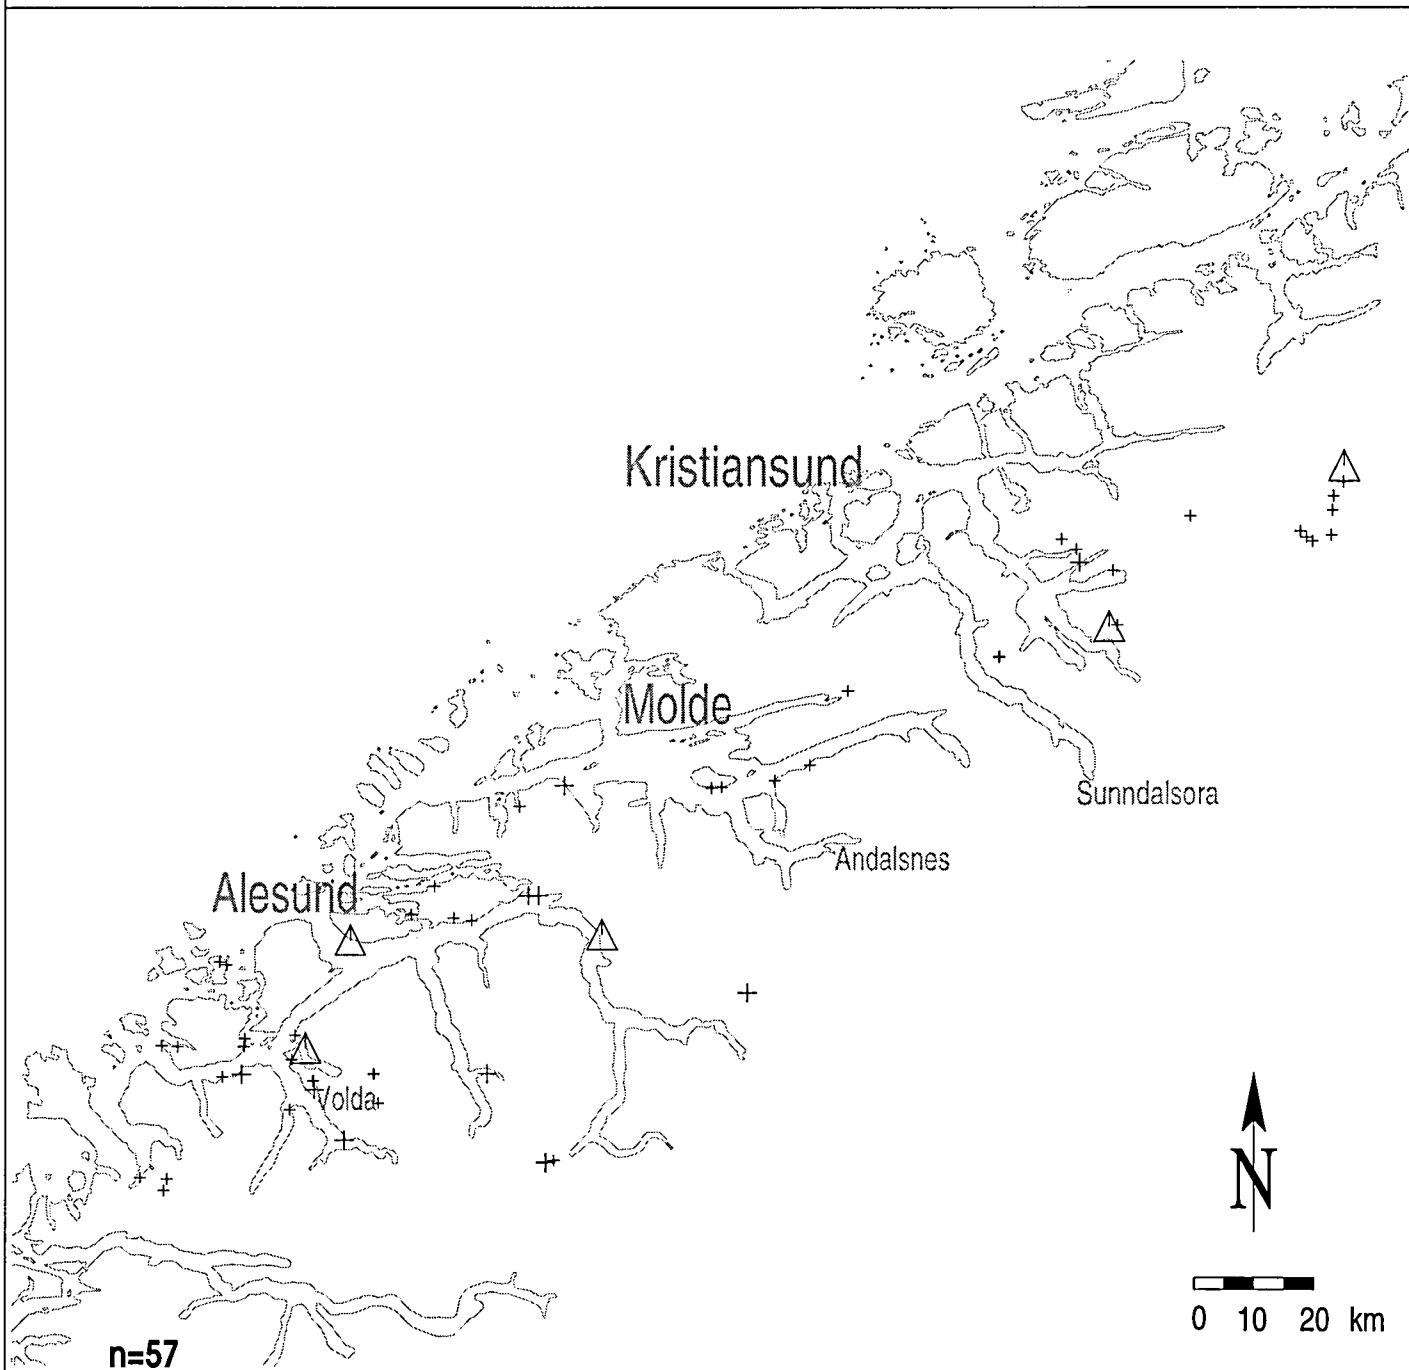 Kristiansund
Molde
Sunndalsora
Andalsnes
Alesund
Volda
N
0 10 20 km
n=57